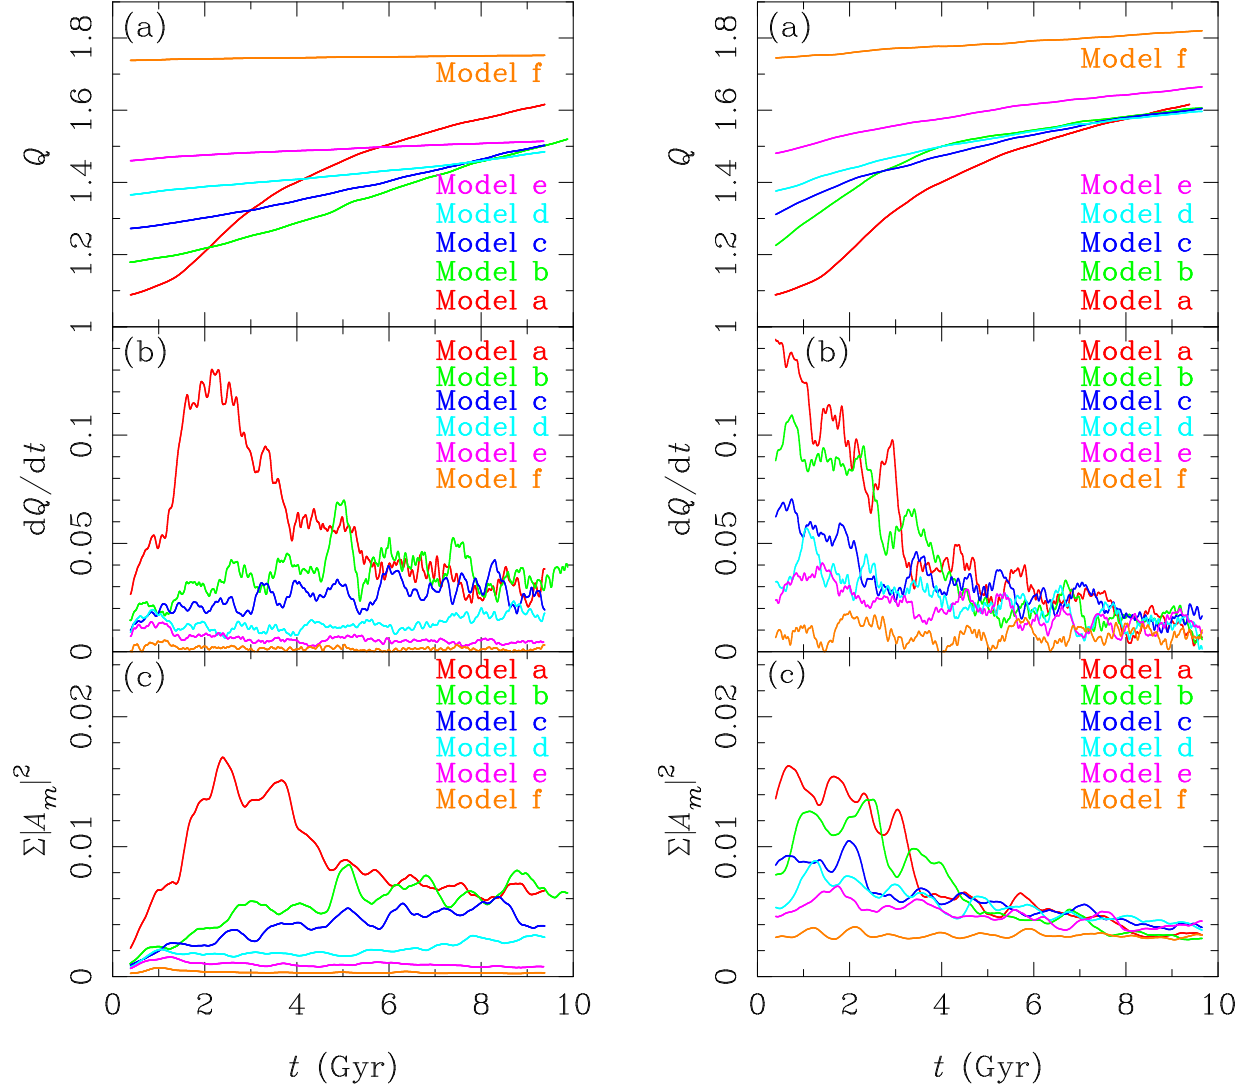 (a)
1.8
1.6
1.4
1.2
1
Q
Model f
Model e
Model d
Model c
Model b
Model a
(b)
0.1
0.05
0
dQ/dt
Model a
Model b
Model c
Model d
Model e
Model f
(c)
0.02
0.01
0
Σ|A_m|²
Model a
Model b
Model c
Model d
Model e
Model f
0 2 4 6 8 10
t (Gyr)
(a)
1.8
1.6
1.4
1.2
1
Q
Model f
Model e
Model d
Model c
Model b
Model a
(b)
0.1
0.05
0
dQ/dt
Model a
Model b
Model c
Model d
Model e
Model f
(c)
0.02
0.01
0
Σ|A_m|²
Model a
Model b
Model c
Model d
Model e
Model f
0 2 4 6 8 10
t (Gyr)